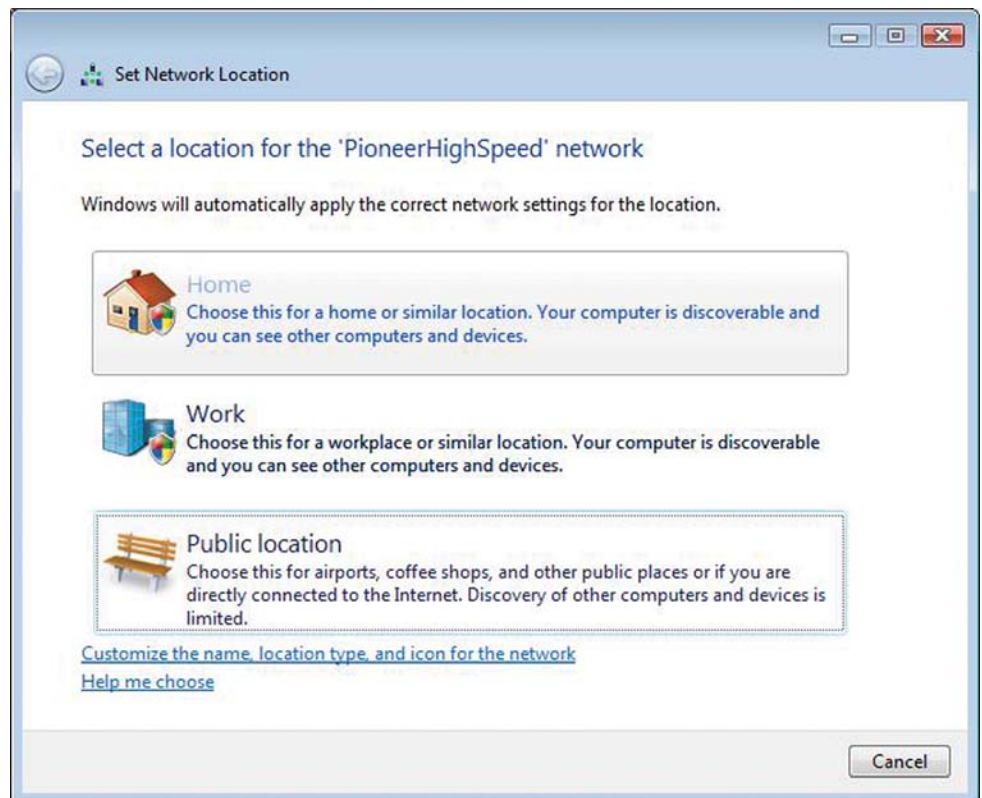 Set Network Location
Select a location for the 'PioneerHighSpeed' network
Windows will automatically apply the correct network settings for the location.
Home
Choose this for a home or similar location. Your computer is discoverable and
you can see other computers and devices.
Work
Choose this for a workplace or similar location. Your computer is discoverable
and you can see other computers and devices.
Public location
Choose this for airports, coffee shops, and other public places or if you are
directly connected to the Internet. Discovery of other computers and devices is
limited.
Customize the name, location type, and icon for the network
Help me choose
Cancel